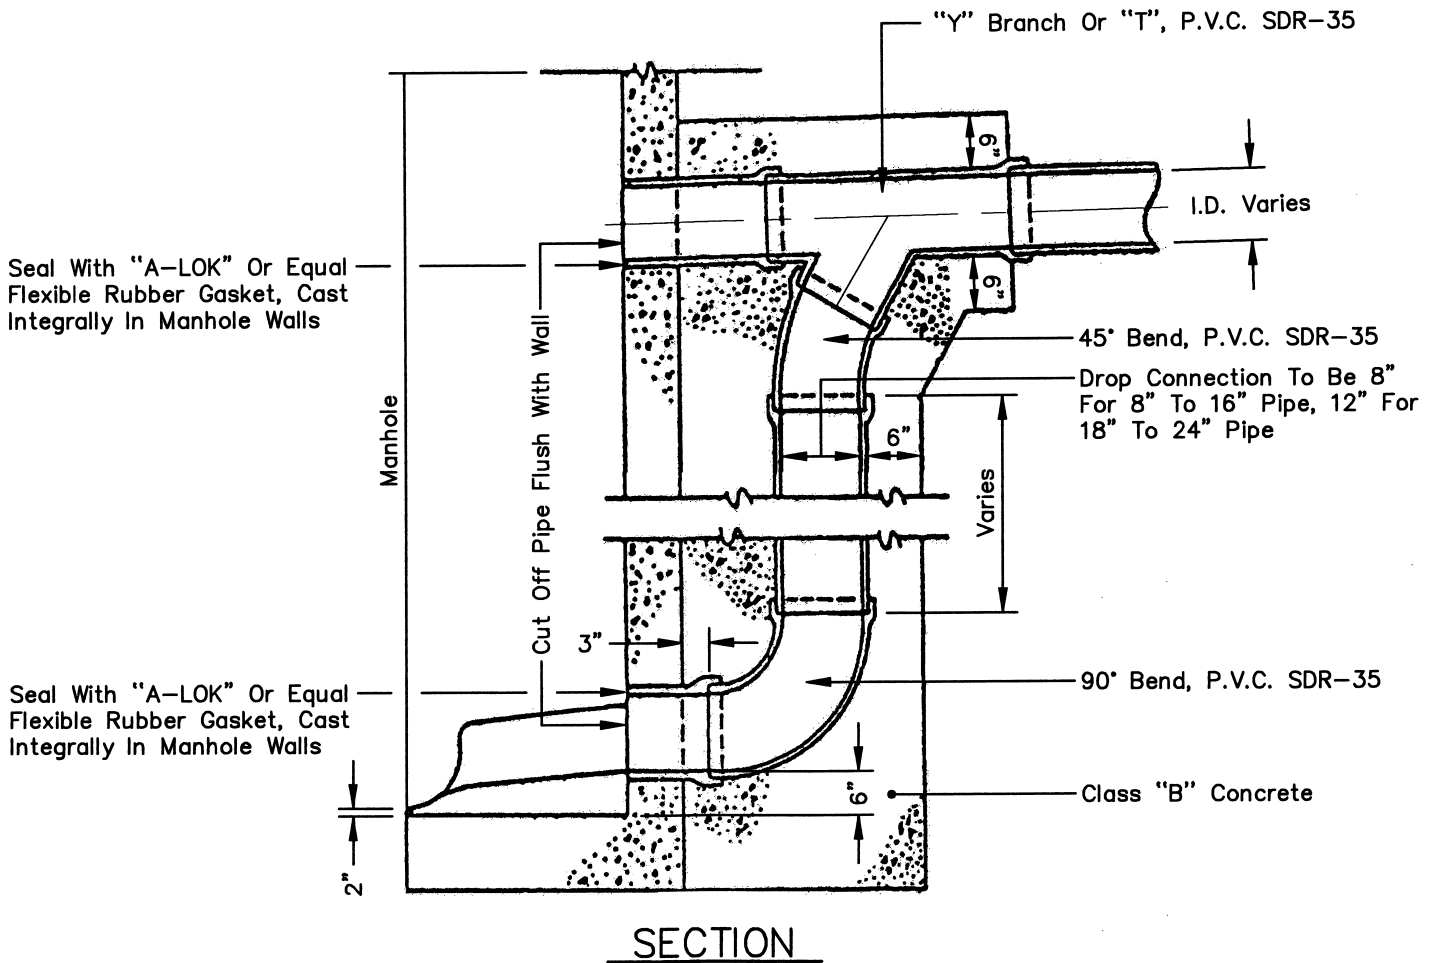 “Y” Branch Or “T”, P.V.C. SDR–35
9”
I.D. Varies
Seal With “A–LOK” Or Equal
Flexible Rubber Gasket, Cast
Integrally In Manhole Walls
9”
45° Bend, P.V.C. SDR–35
Drop Connection To Be 8”
For 8” To 16” Pipe, 12” For
18” To 24” Pipe
Manhole
Cut Off Pipe Flush With Wall
6”
Varies
3”
Seal With “A–LOK” Or Equal
Flexible Rubber Gasket, Cast
Integrally In Manhole Walls
90° Bend, P.V.C. SDR–35
6”
Class “B” Concrete
2”
SECTION